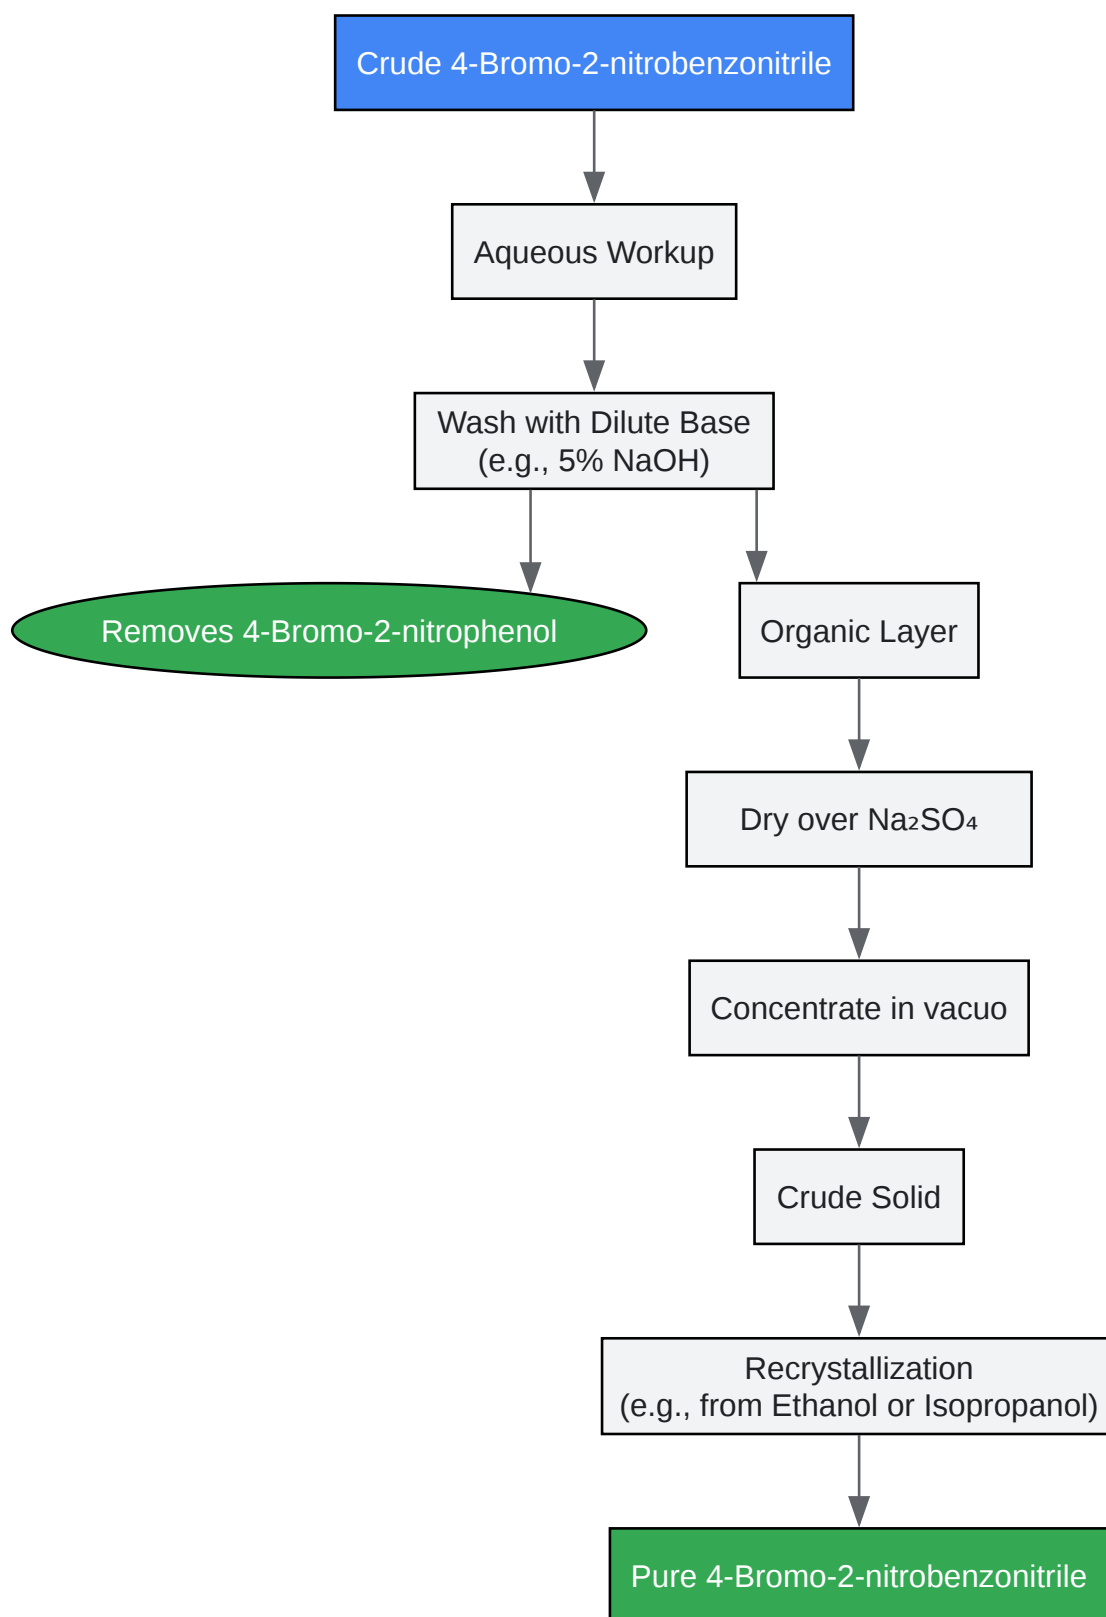 Crude 4-Bromo-2-nitrobenzonitrile
Aqueous Workup
Wash with Dilute Base
(e.g., 5% NaOH)
Removes 4-Bromo-2-nitrophenol
Organic Layer
Dry over Na₂SO₄
Concentrate in vacuo
Crude Solid
Recrystallization
(e.g., from Ethanol or Isopropanol)
Pure 4-Bromo-2-nitrobenzonitrile